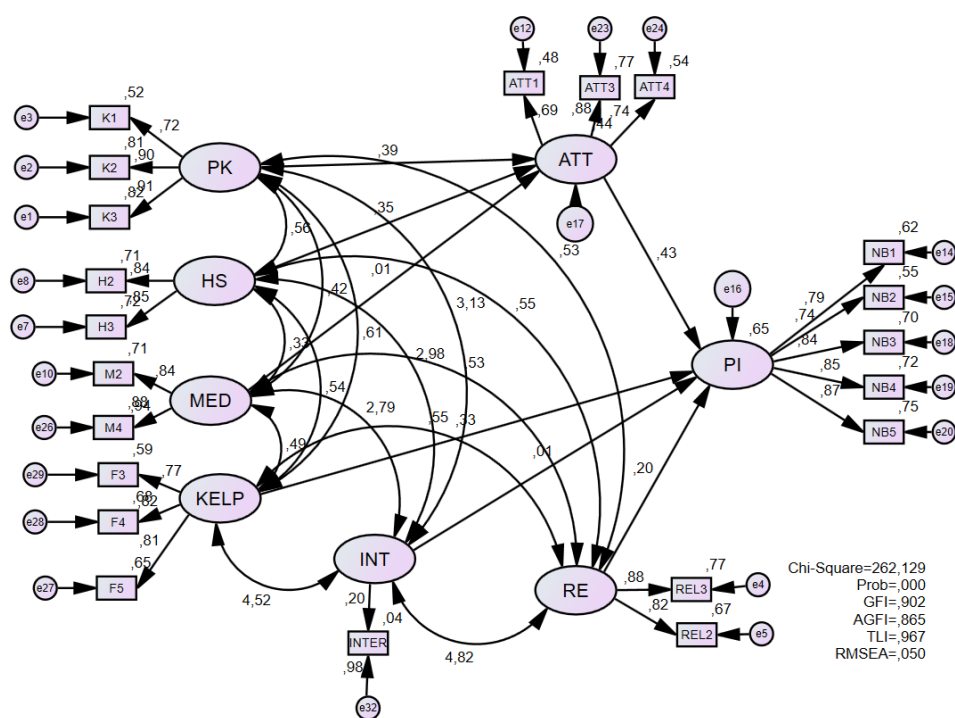 e12 e23 e24
,48 ,77 ,54
ATT1 ATT3 ATT4
,69 ,88 ,74
,44
ATT
e17
e3 K1 ,52 ,72
e2 K2 ,81 ,90
e1 K3 ,82 ,91
PK
,39
,35
,56
,01
,42
,53
,43
e8 H2 ,71 ,84
e7 H3 ,72 ,85
HS
3,13
,55
,61
,33
2,98
,53
e10 M2 ,71 ,84
e26 M4 ,88 ,94
MED
,54
2,79
,49
,55
,33
,01
,20
e29 F3 ,59 ,77
e28 F4 ,68 ,82
e27 F5 ,65 ,81
KELP
4,52
INT
,20
,04
INTER
,98
e32
4,82
RE
,88 REL3 ,77 e4
,82 REL2 ,67 e5
e16
,65
PI
,79 NB1 ,62 e14
,74 NB2 ,55 e15
,84 NB3 ,70 e18
,85 NB4 ,72 e19
,87 NB5 ,75 e20
Chi-Square=262,129
Prob=,000
GFI=,902
AGFI=,865
TLI=,967
RMSEA=,050